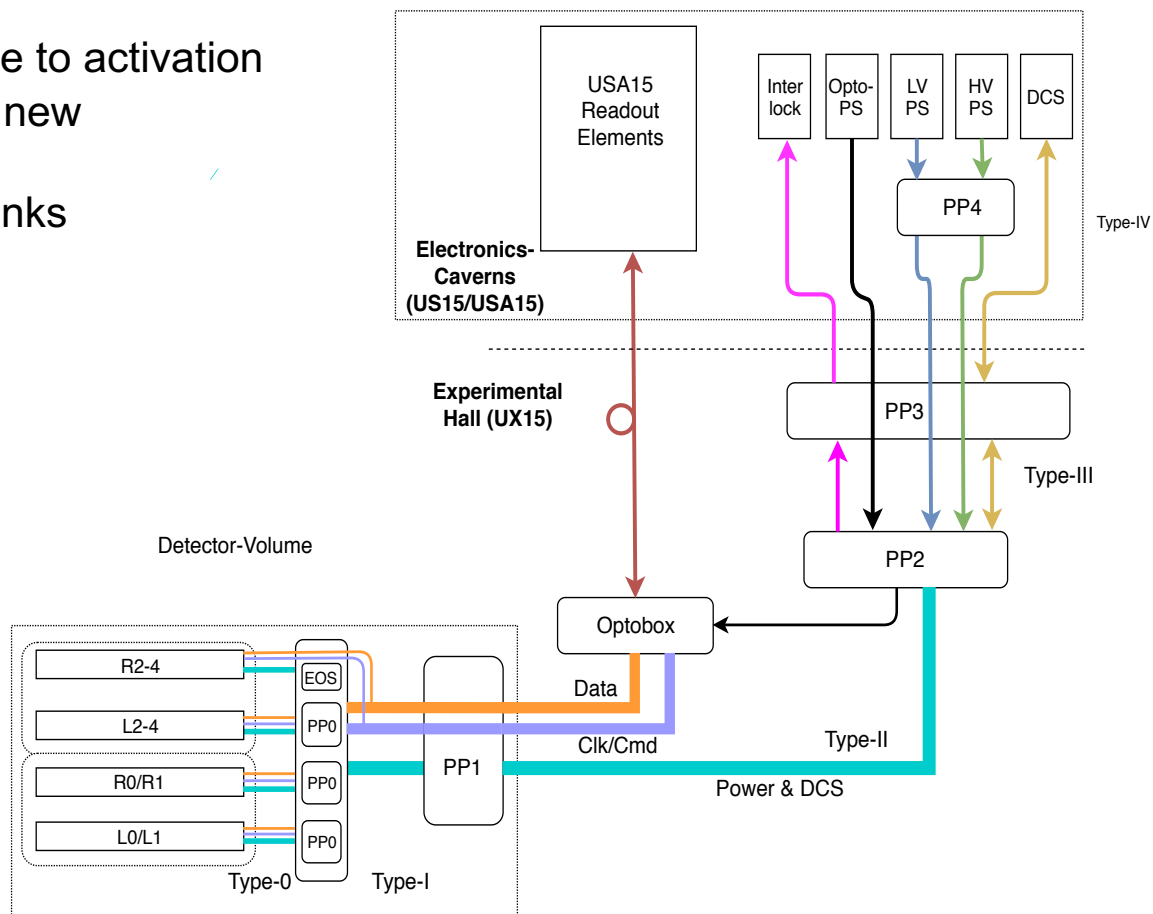 e to activation
new
nks
USA15
Readout
Elements
Inter
lock
Opto-
PS
LV
PS
HV
PS
DCS
PP4
Type-IV
Electronics-
Caverns
(US15/USA15)
Experimental
Hall (UX15)
PP3
Type-III
PP2
Detector-Volume
Optobox
R2-4
EOS
Data
L2-4
PP0
Clk/Cmd
Type-II
R0/R1
PP0
PP1
Power & DCS
L0/L1
PP0
Type-0
Type-I